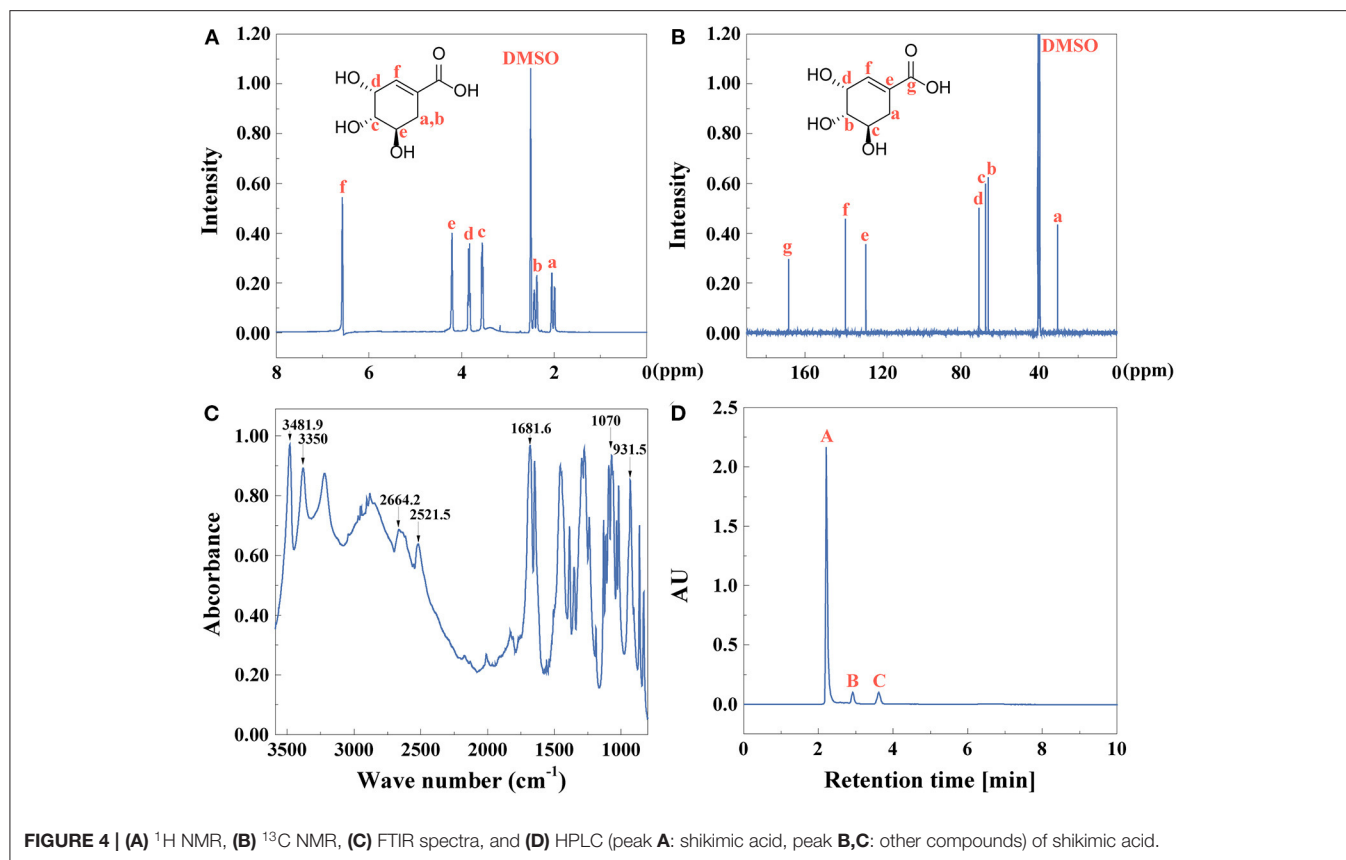 A
1.20
1.00
0.80
0.60
0.40
0.20
0.00
Intensity
8 6 4 2 0(ppm)
DMSO
O
HO
f
d
OH
HO
c
a,b
e
OH
f
e
d
c
b
a
B
1.20
1.00
0.80
0.60
0.40
0.20
0.00
Intensity
160 120 80 40 0 (ppm)
DMSO
O
HO
f
d
e
g
OH
HO
b
a
c
OH
g
f
e
d
c
b
a
C
1.00
0.80
0.60
0.40
0.20
0.00
Abcorbance
3481.9
3350
2664.2
2521.5
1681.6
1070
931.5
3500 3000 2500 2000 1500 1000
Wave number (cm⁻¹)
D
2.5
2.0
1.5
1.0
0.5
0.0
AU
A
B
C
0 2 4 6 8 10
Retention time [min]
FIGURE 4 | (A) ¹H NMR, (B) ¹³C NMR, (C) FTIR spectra, and (D) HPLC (peak A: shikimic acid, peak B,C: other compounds) of shikimic acid.